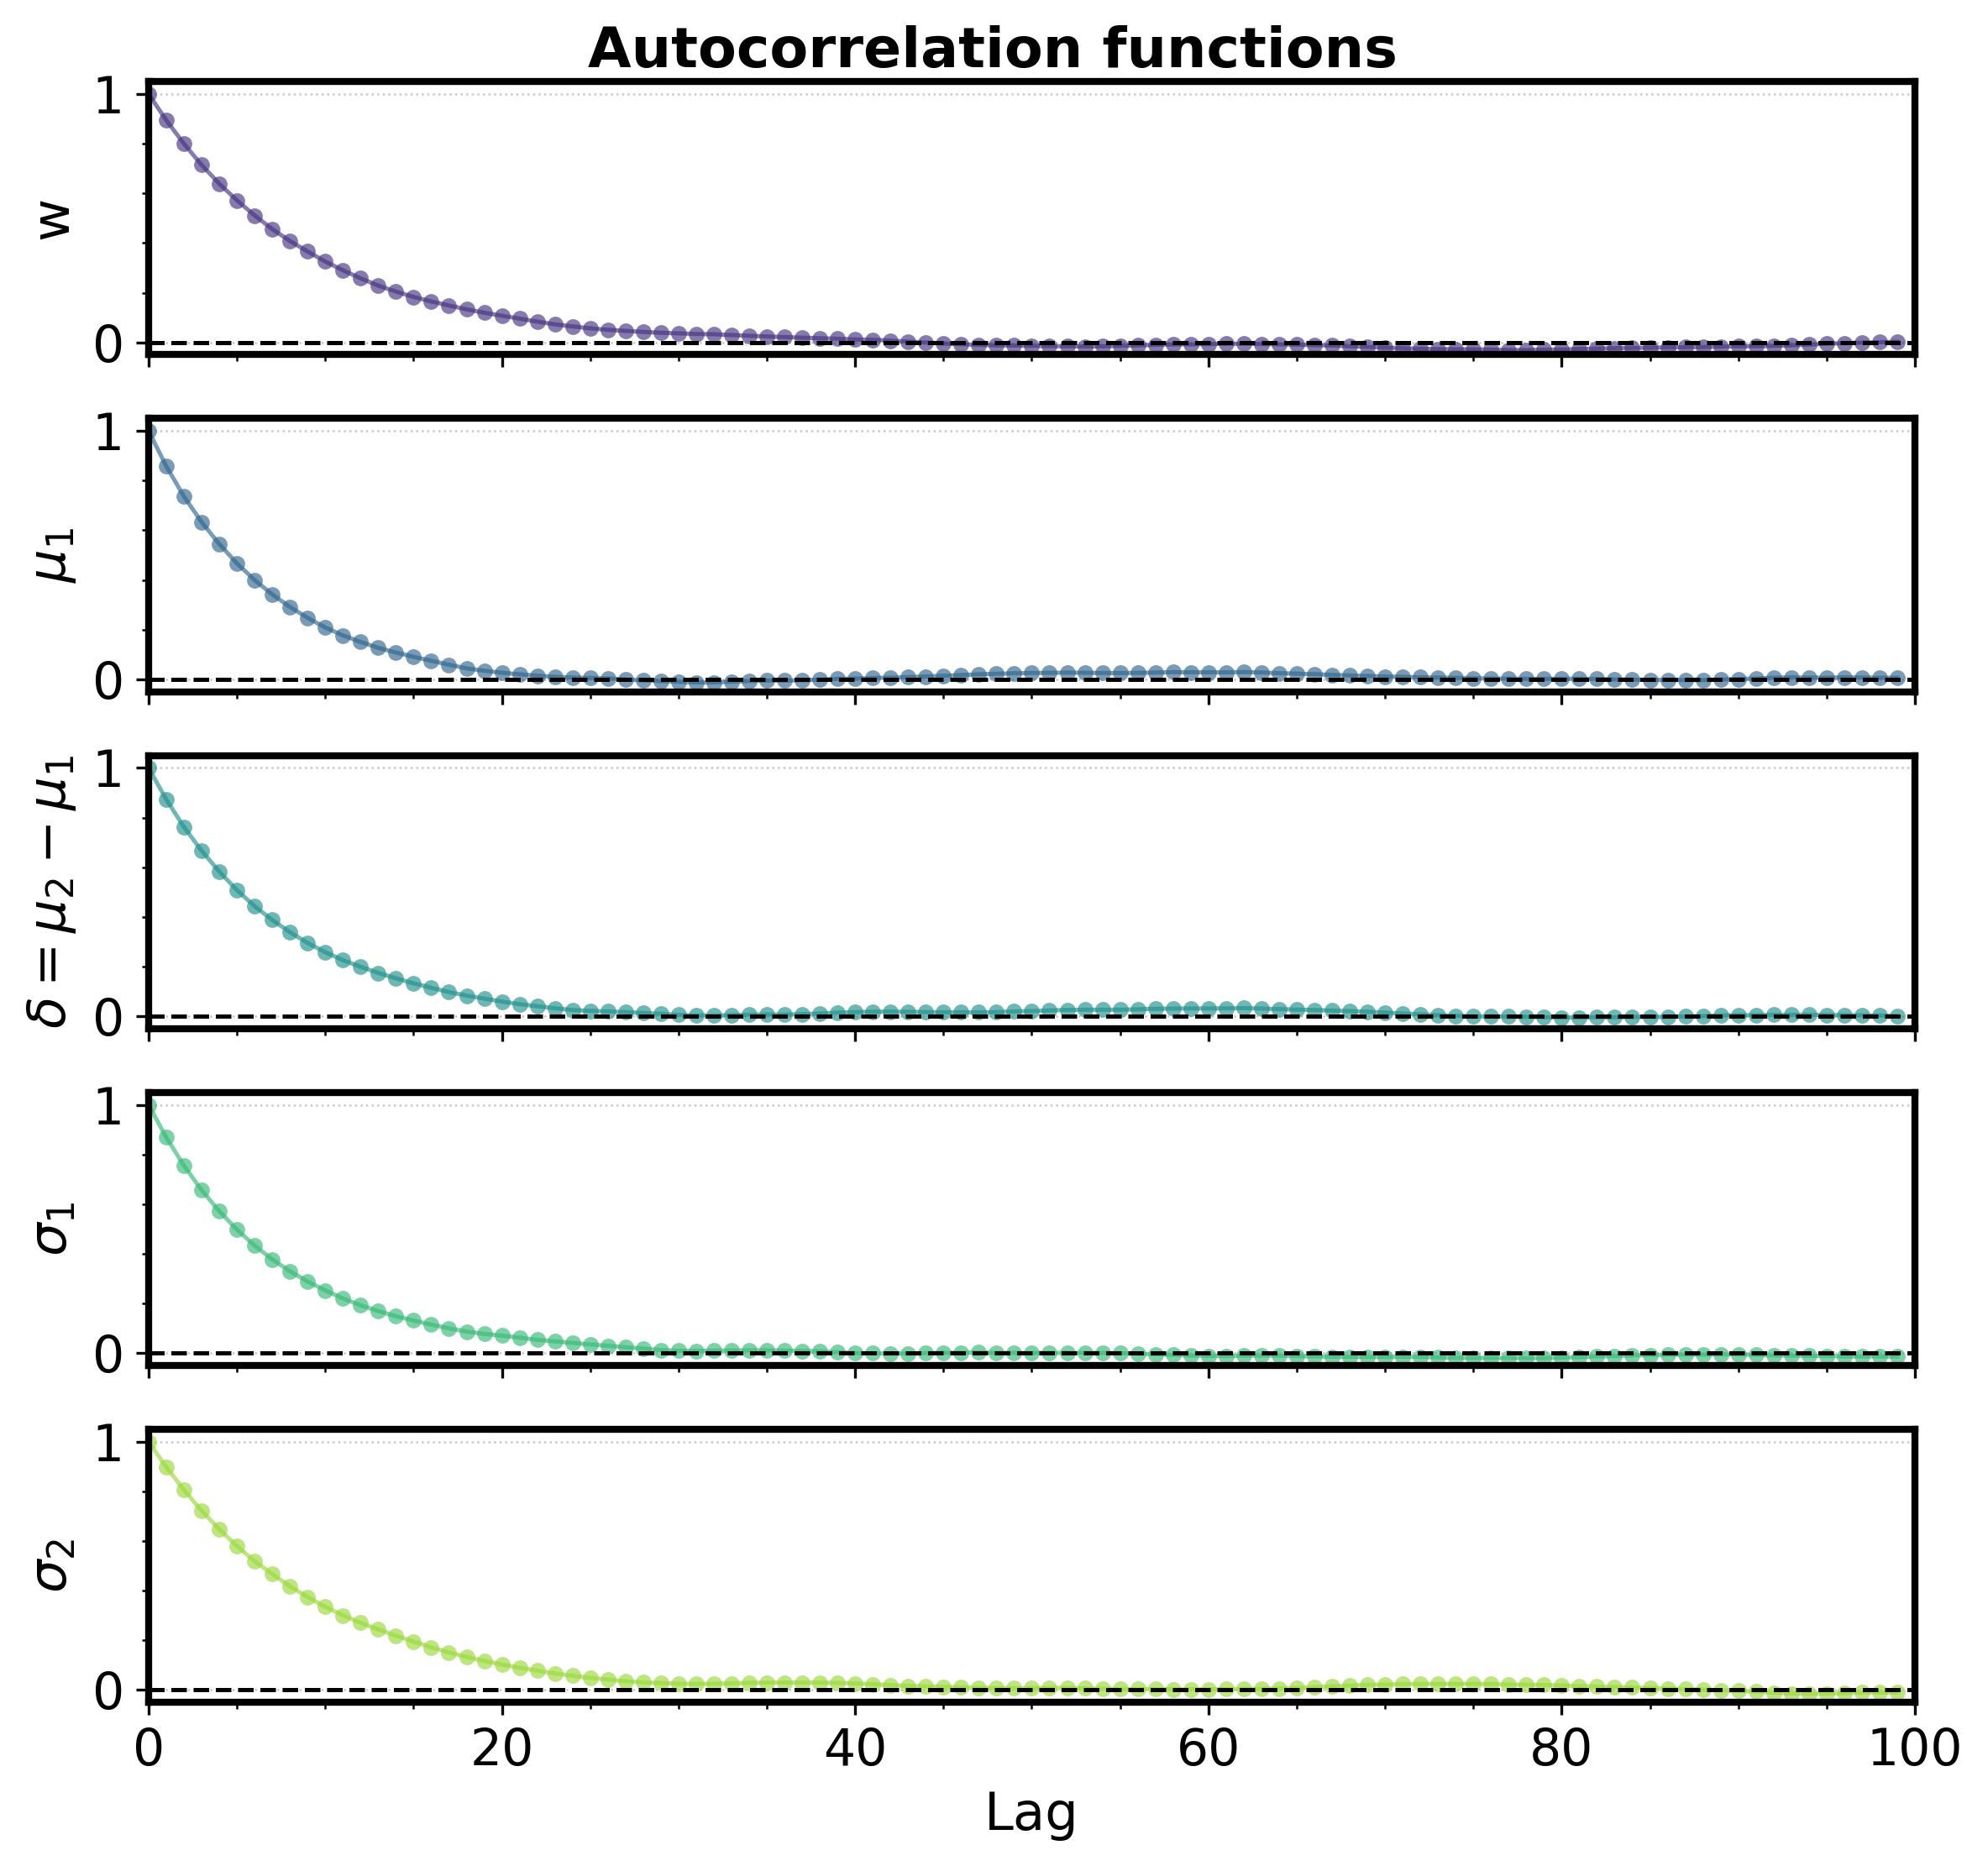 Autocorrelation functions
1
0
w
1
0
μ₁
1
0
δ = μ₂ − μ₁
1
0
σ₁
1
0
σ₂
0 20 40 60 80 100
Lag